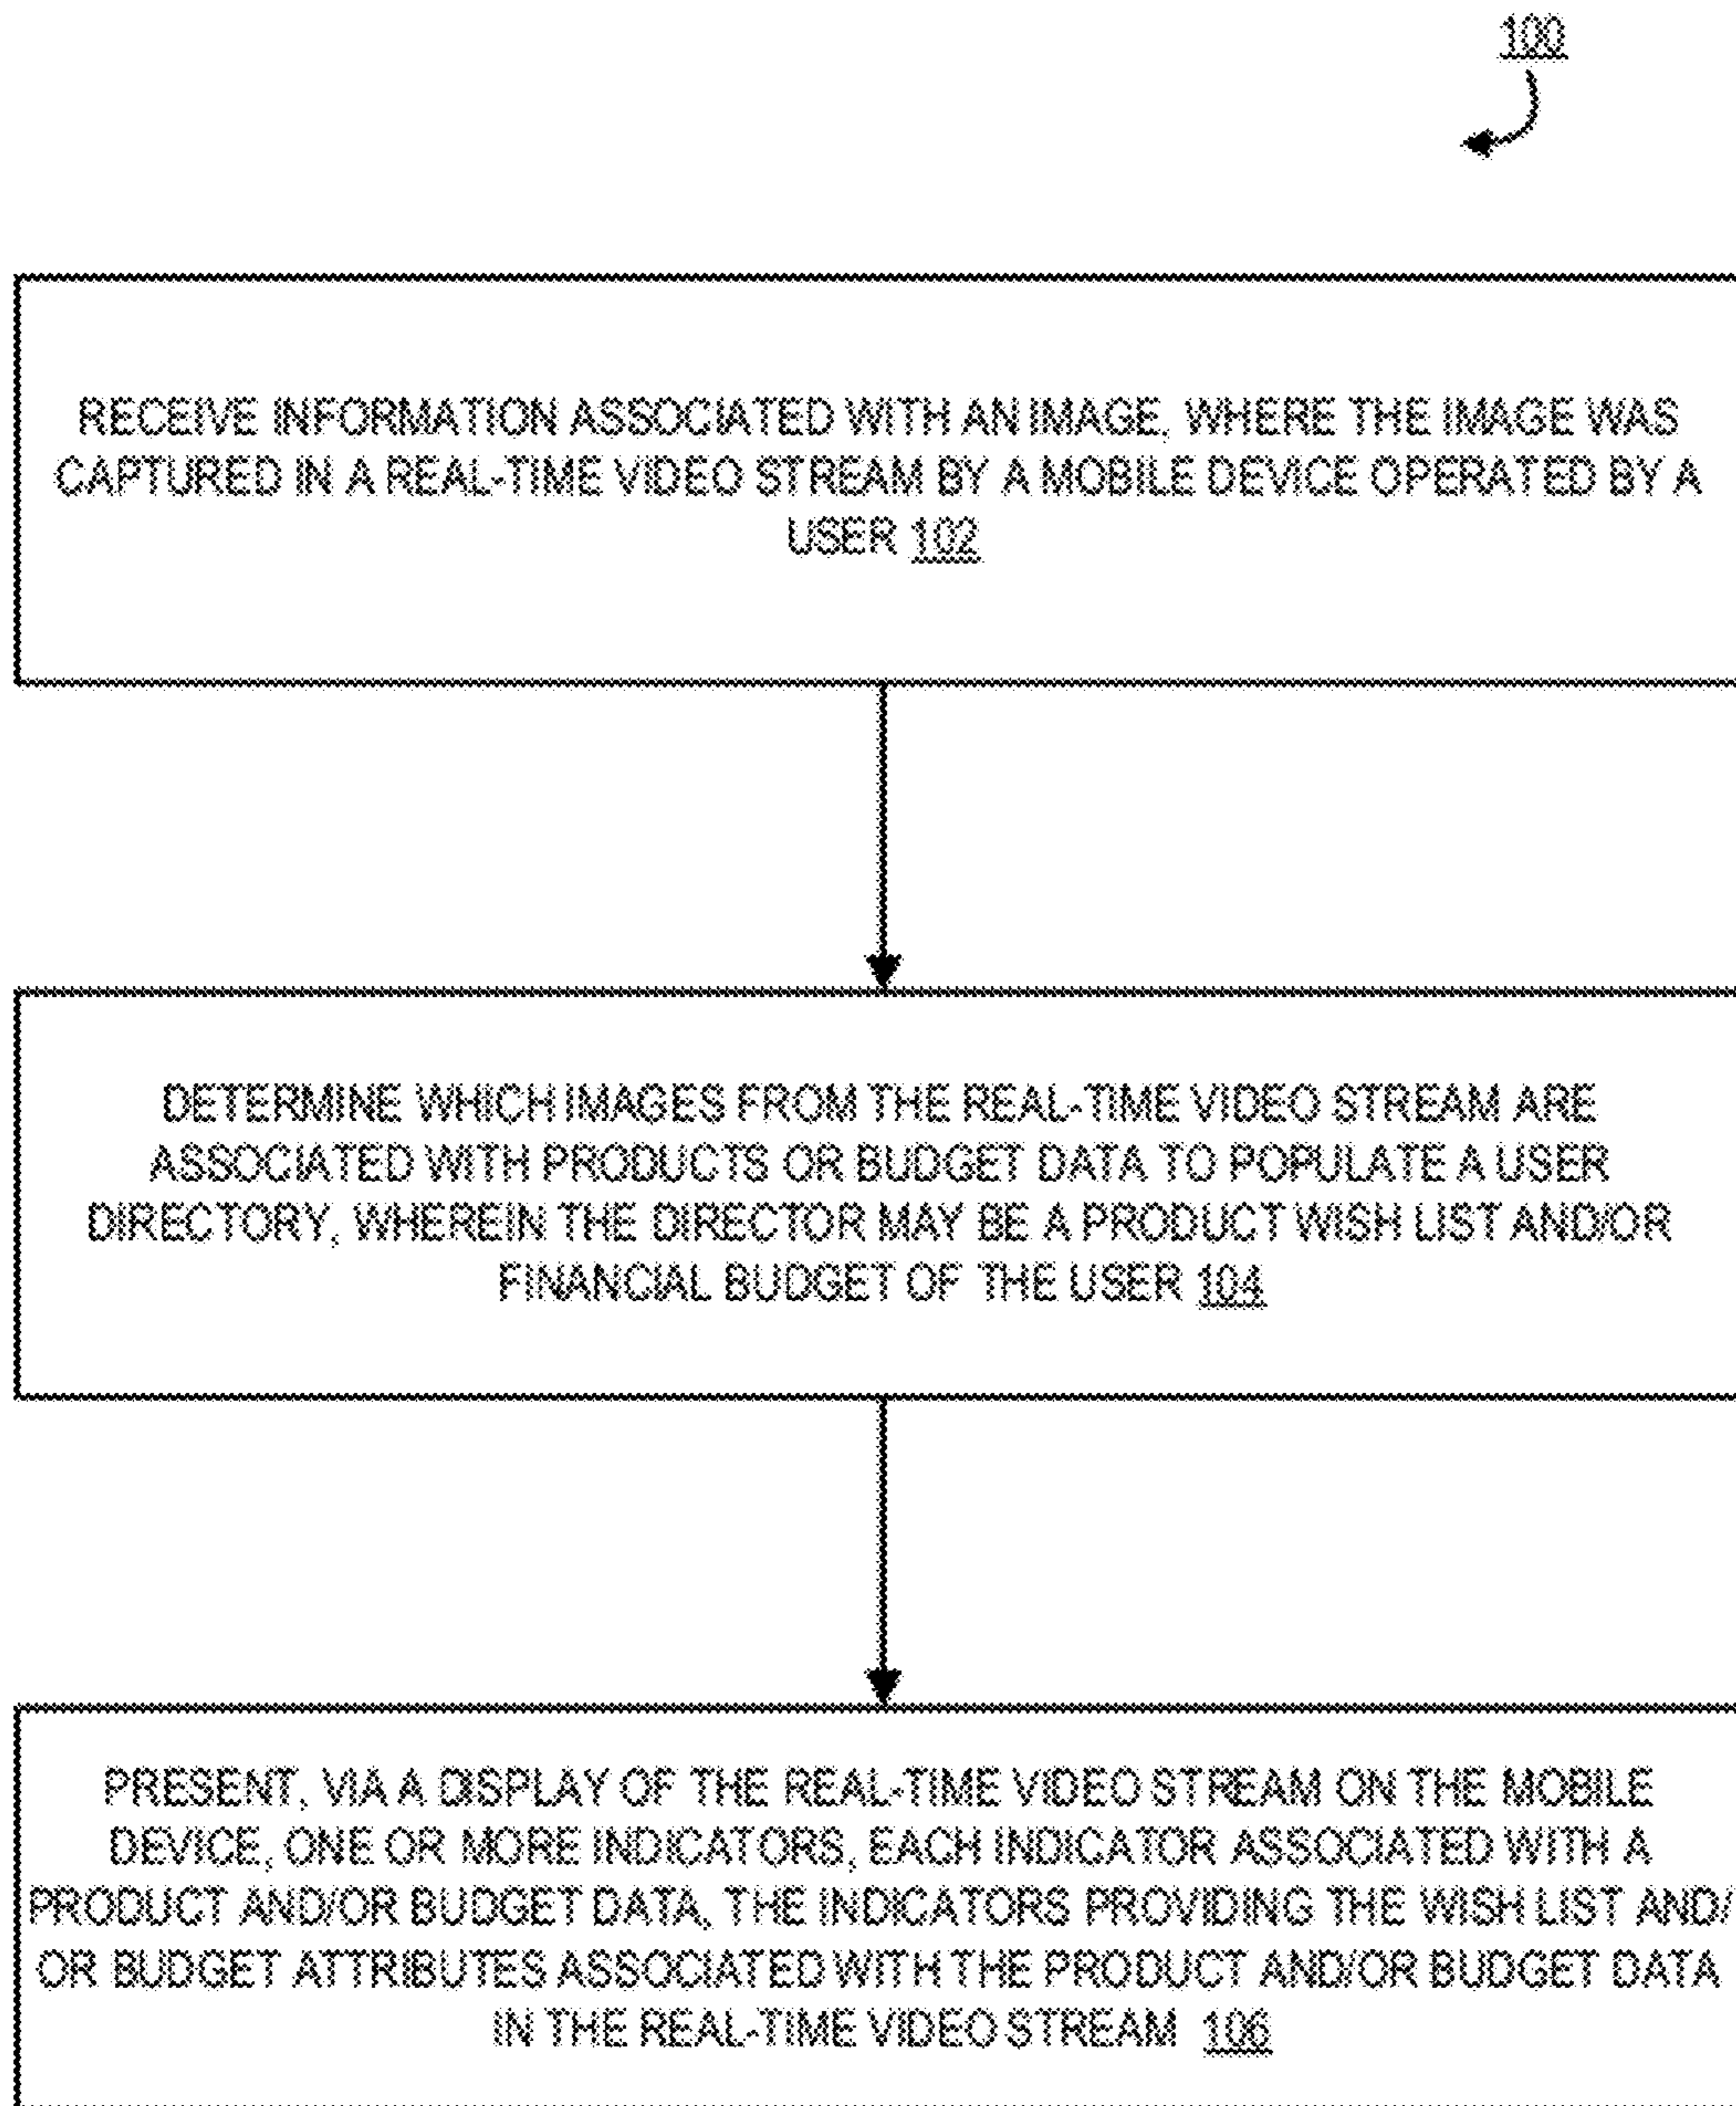 100
RECEIVE INFORMATION ASSOCIATED WITH AN IMAGE, WHERE THE IMAGE WAS
CAPTURED IN A REAL-TIME VIDEO STREAM BY A MOBILE DEVICE OPERATED BY A
USER 102
DETERMINE WHICH IMAGES FROM THE REAL-TIME VIDEO STREAM ARE
ASSOCIATED WITH PRODUCTS OR BUDGET DATA TO POPULATE A USER
DIRECTORY, WHEREIN THE DIRECTOR MAY BE A PRODUCT WISH LIST AND/OR
FINANCIAL BUDGET OF THE USER 104
PRESENT, VIA A DISPLAY OF THE REAL-TIME VIDEO STREAM ON THE MOBILE
DEVICE, ONE OR MORE INDICATORS, EACH INDICATOR ASSOCIATED WITH A
PRODUCT AND/OR BUDGET DATA, THE INDICATORS PROVIDING THE WISH LIST AND/
OR BUDGET ATTRIBUTES ASSOCIATED WITH THE PRODUCT AND/OR BUDGET DATA
IN THE REAL-TIME VIDEO STREAM 106